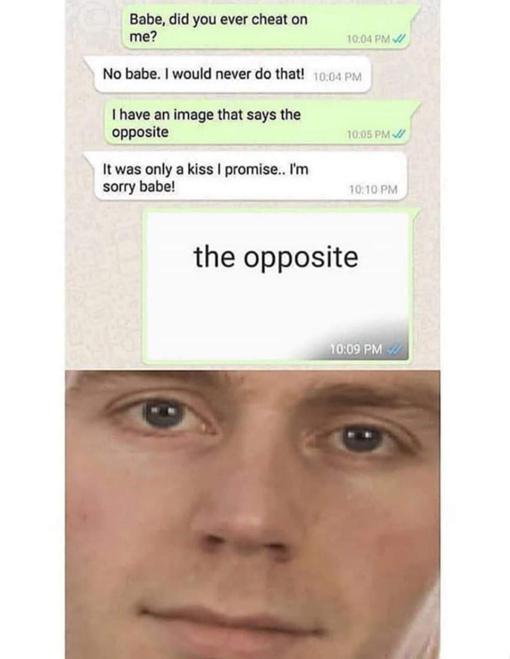 Babe, did you ever cheat on
me?
10:04 PM
No babe. I would never do that! 10:04 PM
I have an image that says the
opposite
10:05 PM
It was only a kiss I promise.. I'm
sorry babe!
10:10 PM
the opposite
10:09 PM